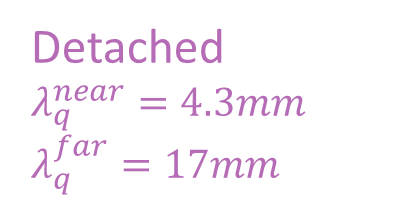 Detached
λ_q^near = 4.3mm
λ_q^far = 17mm